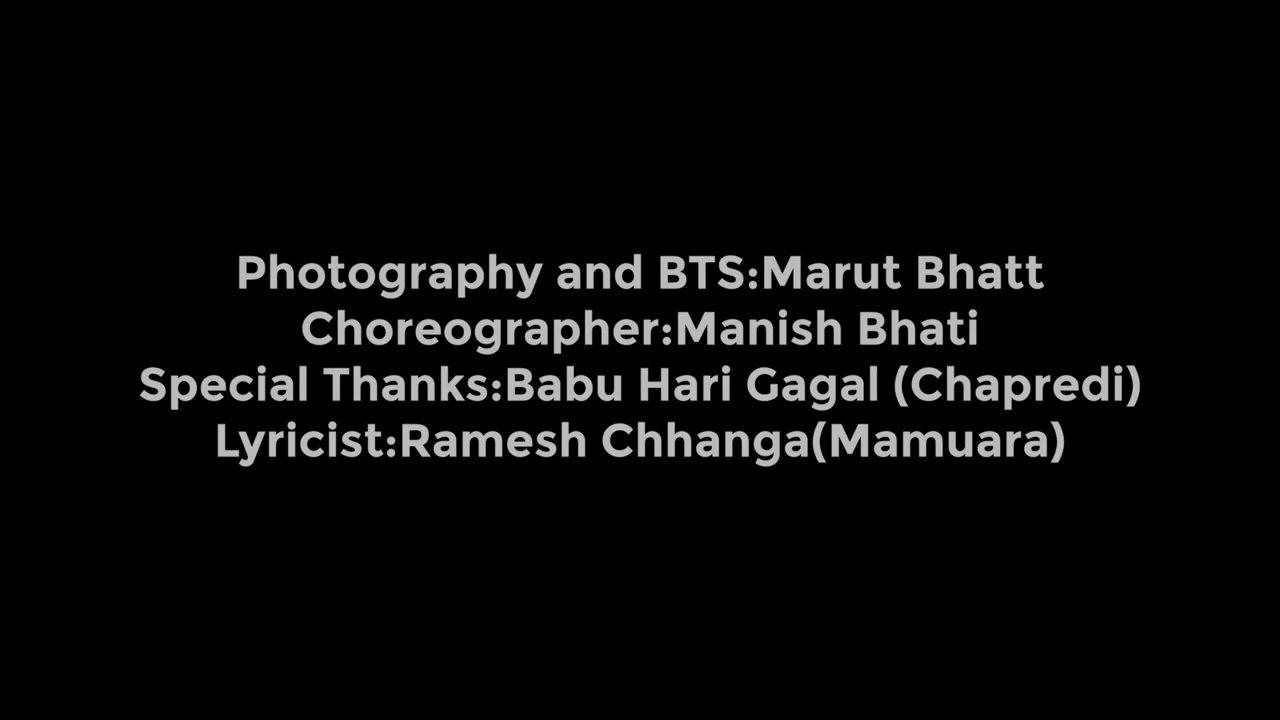 Photography and BTS:Marut Bhatt
Choreographer:Manish Bhati
Special Thanks:Babu Hari Gagal (Chapredi)
Lyricist:Ramesh Chhanga(Mamuara)